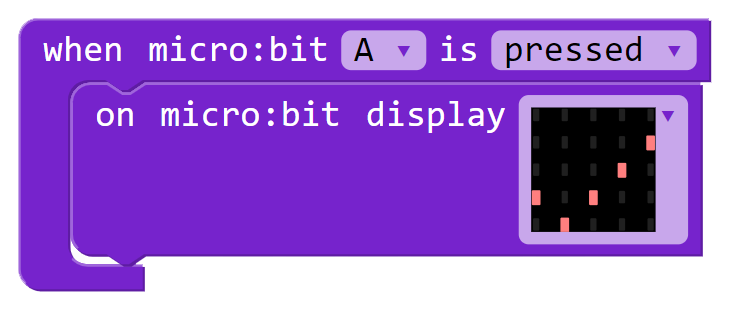 when micro:bit A is pressed
on micro:bit display